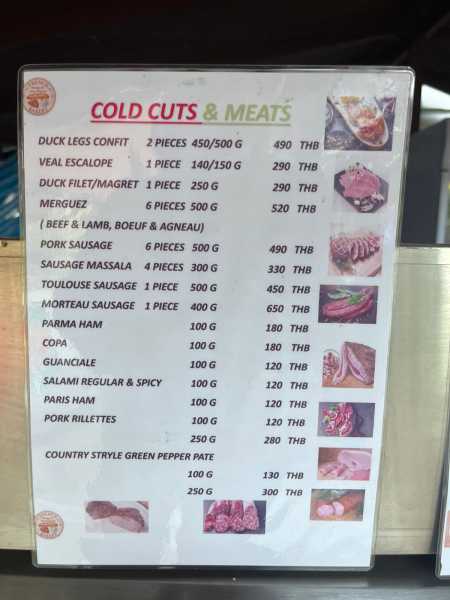 COLD CUTS & MEATS
DUCK LEGS CONFIT 2 PIECES 450/500 G 490 THB
VEAL ESCALOPE 1 PIECE 140/150 G 290 THB
DUCK FILET/MAGRET 1 PIECE 250 G 290 THB
MERGUEZ 6 PIECES 500 G 520 THB
( BEEF & LAMB, BOEUF & AGNEAU)
PORK SAUSAGE 6 PIECES 500 G 490 THB
SAUSAGE MASSALA 4 PIECES 300 G 330 THB
TOULOUSE SAUSAGE 1 PIECE 500 G 450 THB
MORTEAU SAUSAGE 1 PIECE 400 G 650 THB
PARMA HAM 100 G 180 THB
COPA 100 G 180 THB
GUANCIALE 100 G 120 THB
SALAMI REGULAR & SPICY 100 G 120 THB
PARIS HAM 100 G 120 THB
PORK RILLETTES 100 G 120 THB
250 G 280 THB
COUNTRY STRYLE GREEN PEPPER PATE
100 G 130 THB
250 G 300 THB